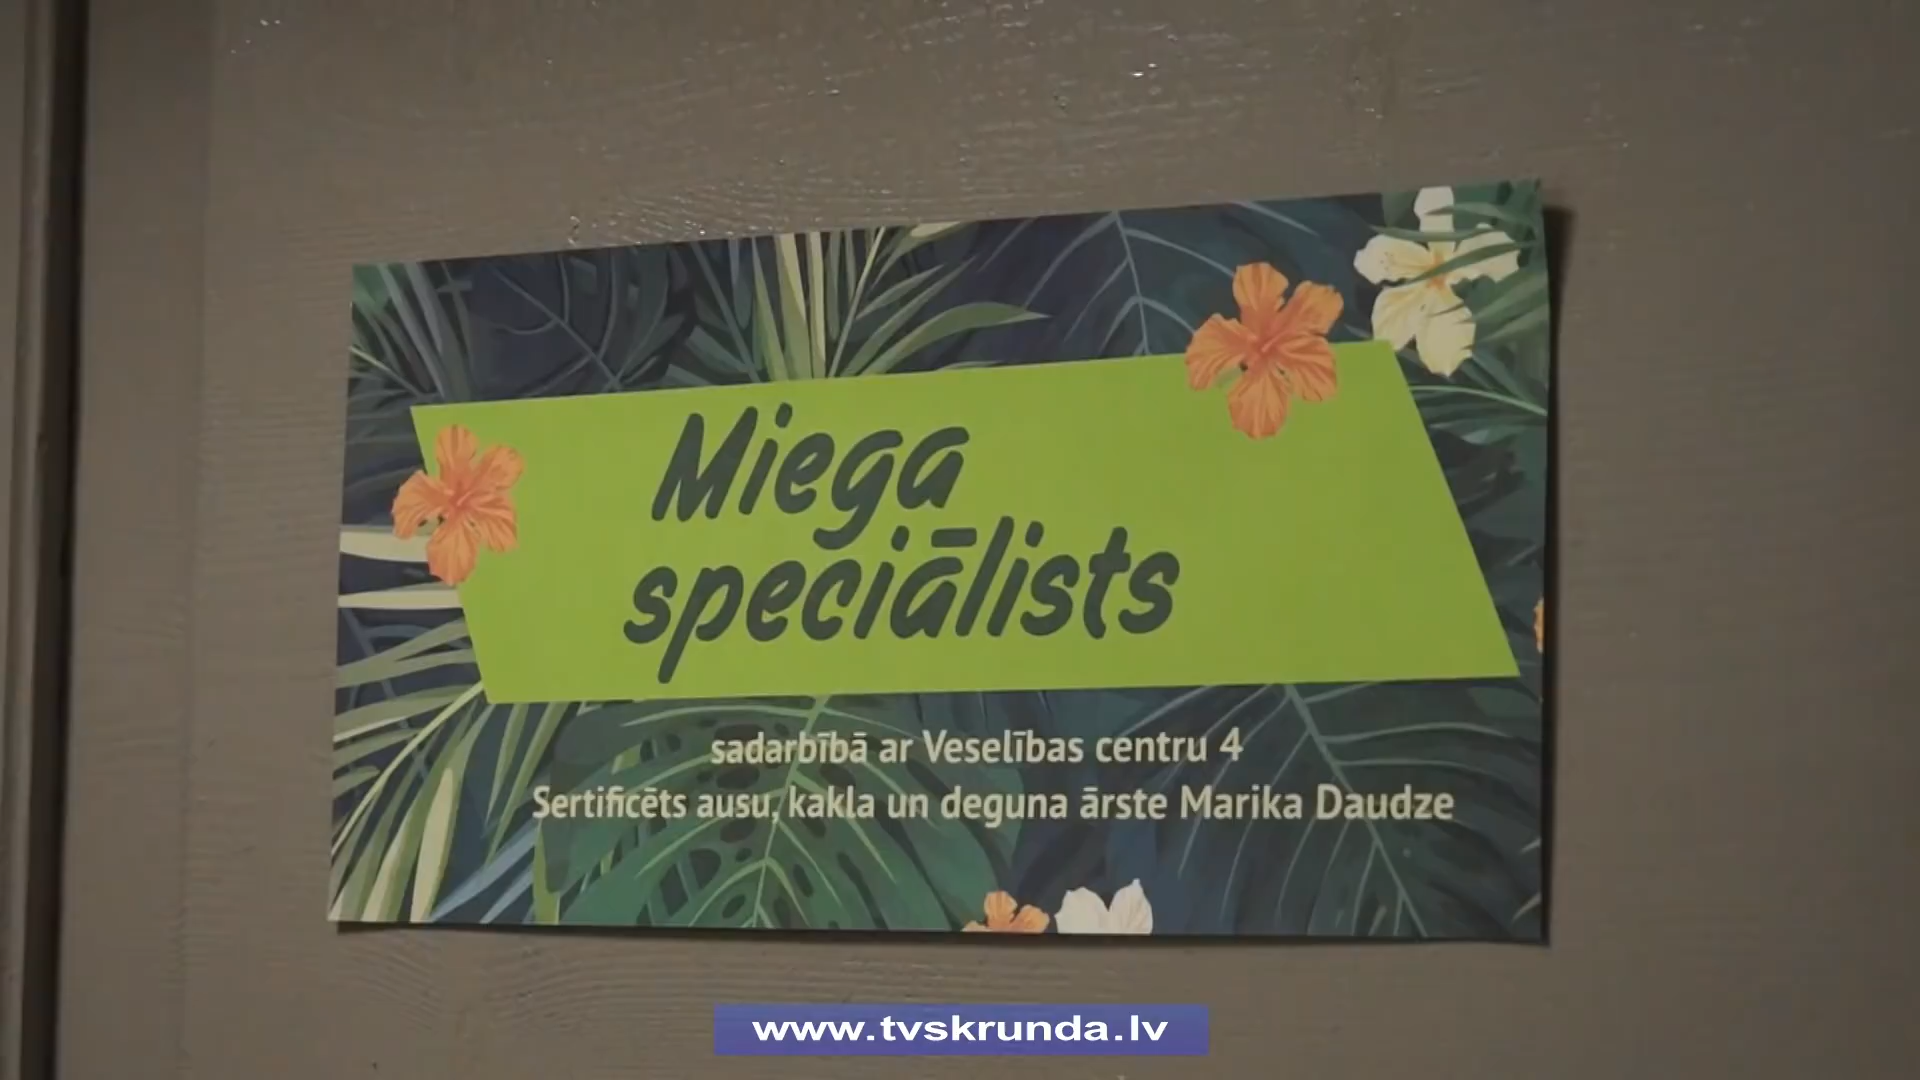 Miega
speciālists
sadarbībā ar Veselības centru 4
Sertificēts ausu, kakla un deguna ārste Marika Daudze
www.tvskrunda.lv